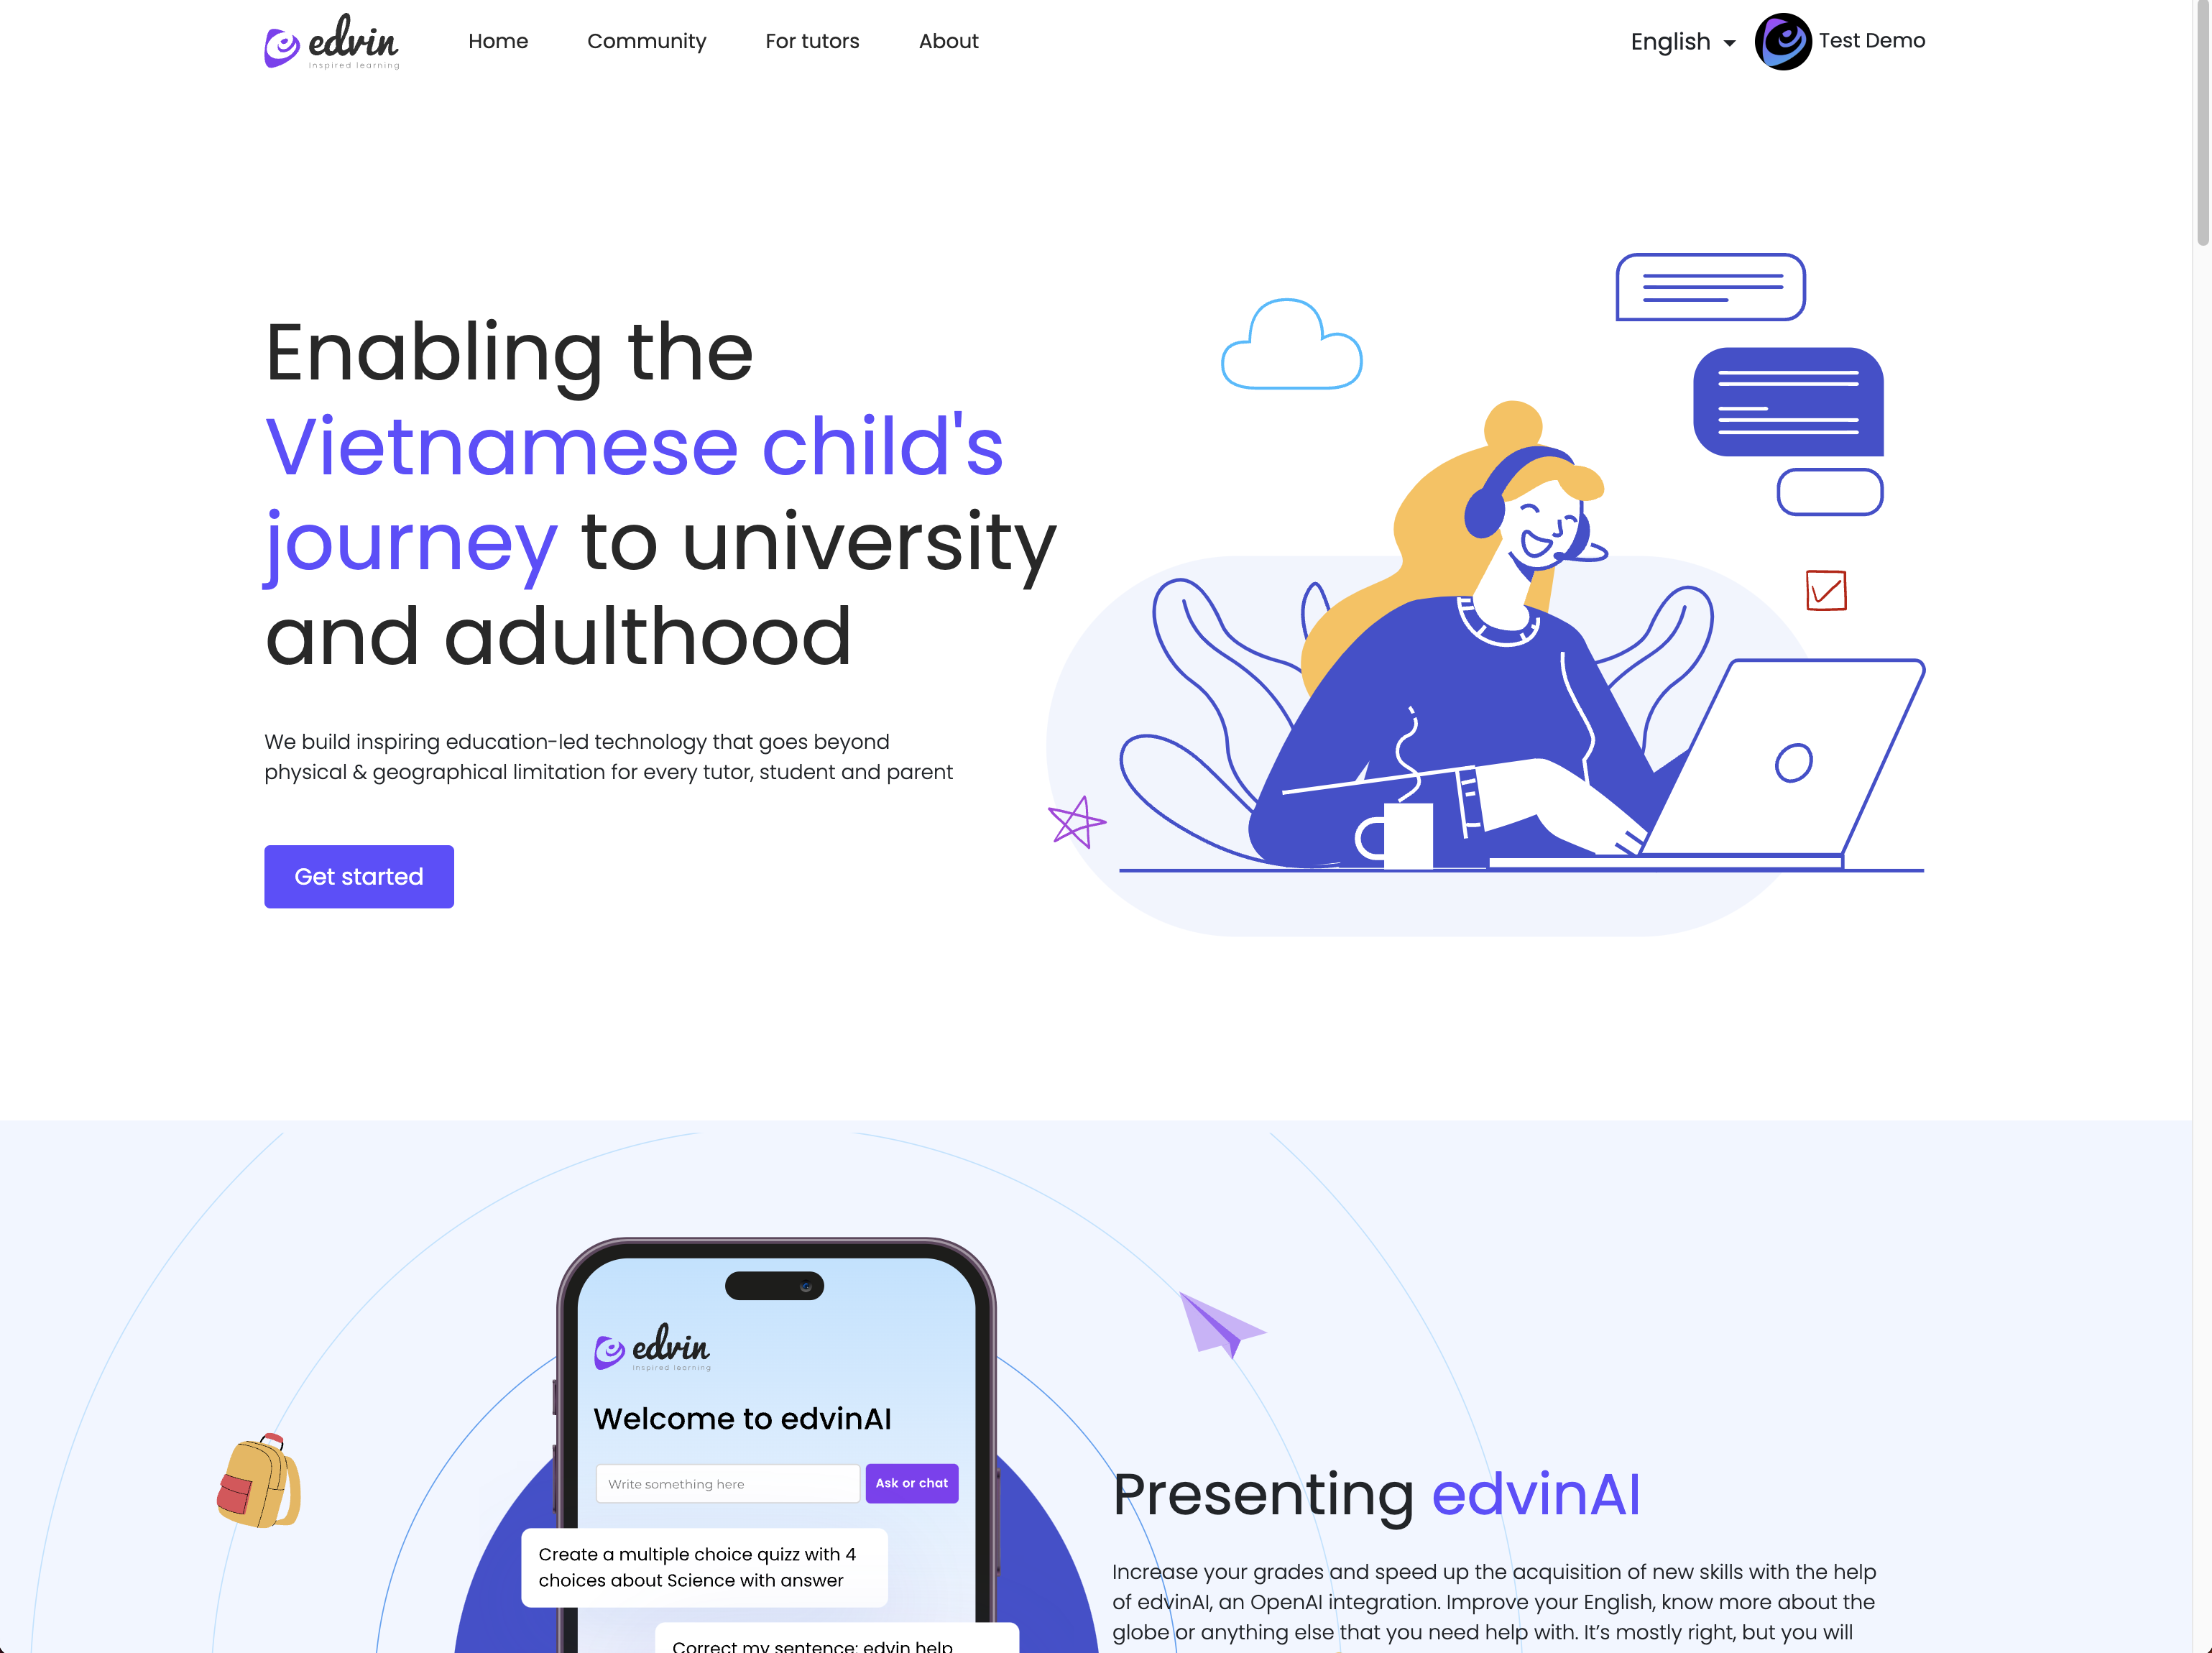 edvin
Inspired learning
Home
Community
For tutors
About
English
Test Demo
Enabling the
Vietnamese child's
journey to university
and adulthood
We build inspiring education-led technology that goes beyond
physical & geographical limitation for every tutor, student and parent
Get started
edvin
Inspired learning
Welcome to edvinAI
Write something here
Ask or chat
Create a multiple choice quizz with 4
choices about Science with answer
Correct my sentence: edvin help
Presenting edvinAI
Increase your grades and speed up the acquisition of new skills with the help
of edvinAI, an OpenAI integration. Improve your English, know more about the
globe or anything else that you need help with. It’s mostly right, but you will